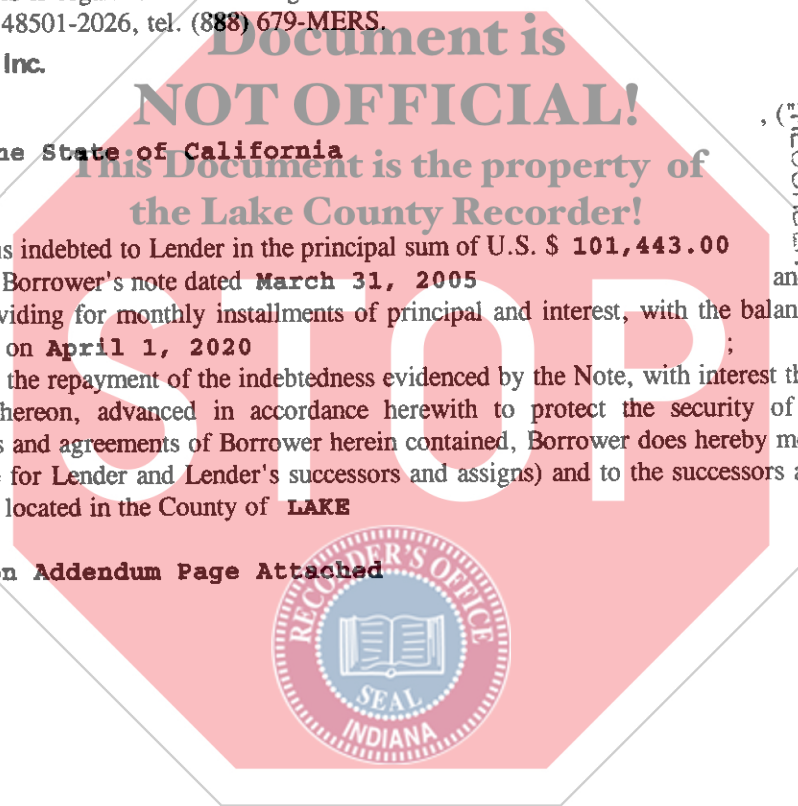 48501-2026, tel. (888) 679-MERS.
Document is
Inc.
NOT OFFICIAL!
, (
ne State of California
This Document is the property of
the Lake County Recorder!
s indebted to Lender in the principal sum of U.S. $ 101,443.00
Borrower's note dated March 31, 2005 an
viding for monthly installments of principal and interest, with the balan
on April 1, 2020 ;
the repayment of the indebtedness evidenced by the Note, with interest th
hereon, advanced in accordance herewith to protect the security of
s and agreements of Borrower herein contained, Borrower does hereby m
for Lender and Lender's successors and assigns) and to the successors a
located in the County of LAKE
STOP
n Addendum Page Attached
RECORDER'S OFFICE
SEAL
INDIANA